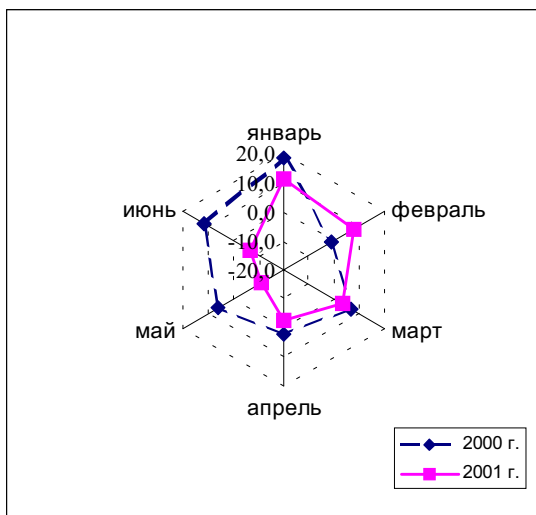 январь
20,0
10,0
0,0
-10,0
-20,0
июнь
февраль
май
март
апрель
2000 г.
2001 г.